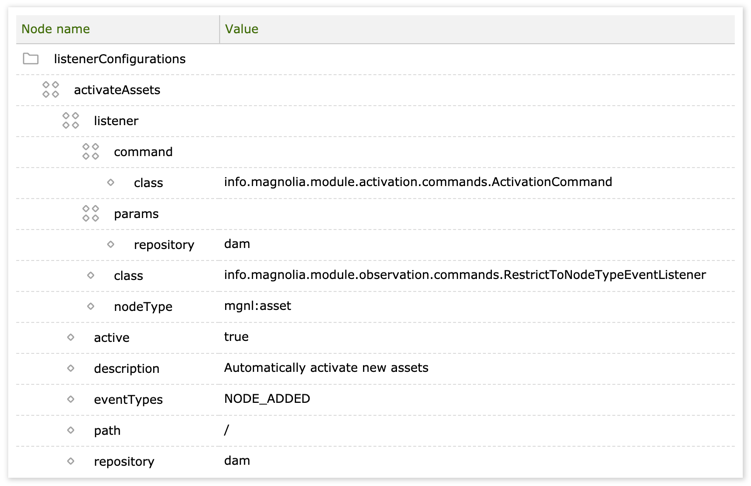 Node name Value
listenerConfigurations
activateAssets
listener
command
class info.magnolia.module.activation.commands.ActivationCommand
params
repository dam
class info.magnolia.module.observation.commands.RestrictToNodeTypeEventListener
nodeType mgnl:asset
active true
description Automatically activate new assets
eventTypes NODE_ADDED
path /
repository dam